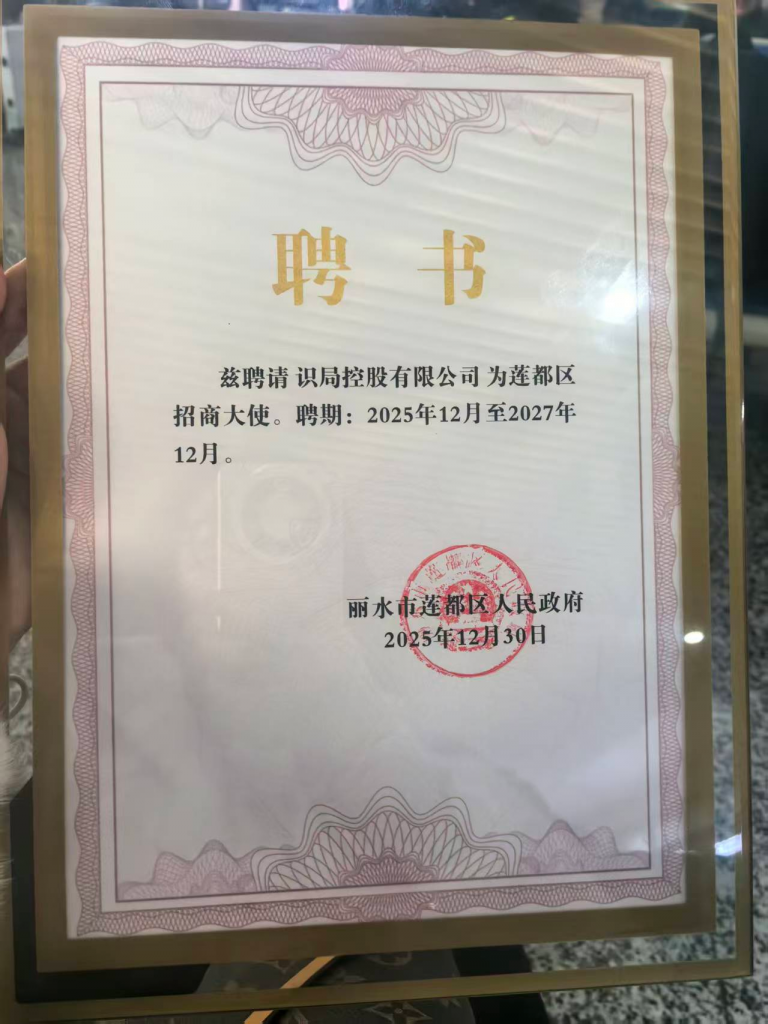 聘 书
兹聘请 识局控股有限公司 为莲都区
招商大使。聘期：2025年12月至2027年
12月。
丽水市莲都区人民政府
2025年12月30日